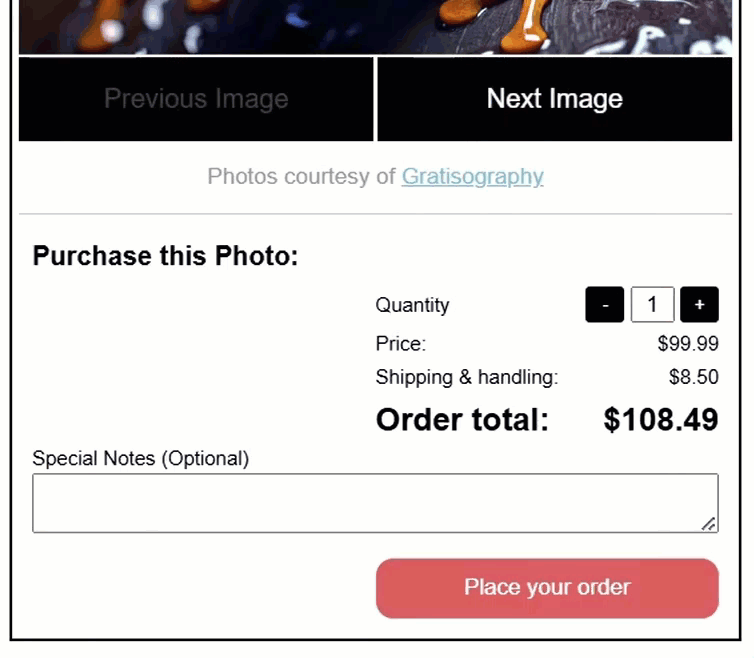 Previous Image Next Image
Photos courtesy of Gratisography
Purchase this Photo:
Quantity - 1 +
Price: $99.99
Shipping & handling: $8.50
Order total: $108.49
Special Notes (Optional)
Place your order